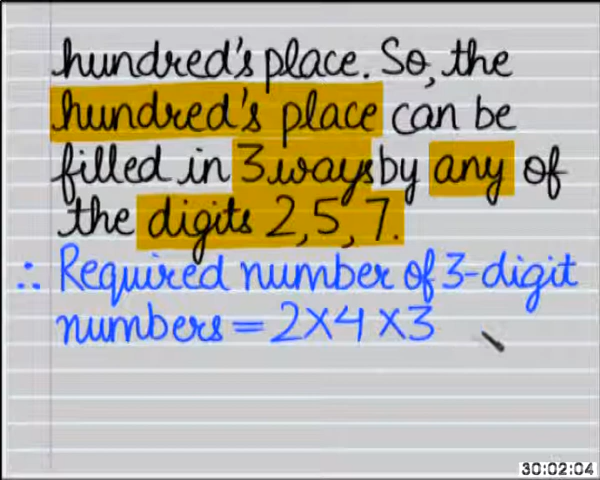 hundred's place. So, the
hundred's place can be
filled in 3 ways by any of
the digits 2, 5, 7.
∴ Required number of 3-digit
numbers = 2×4×3
30:02:04